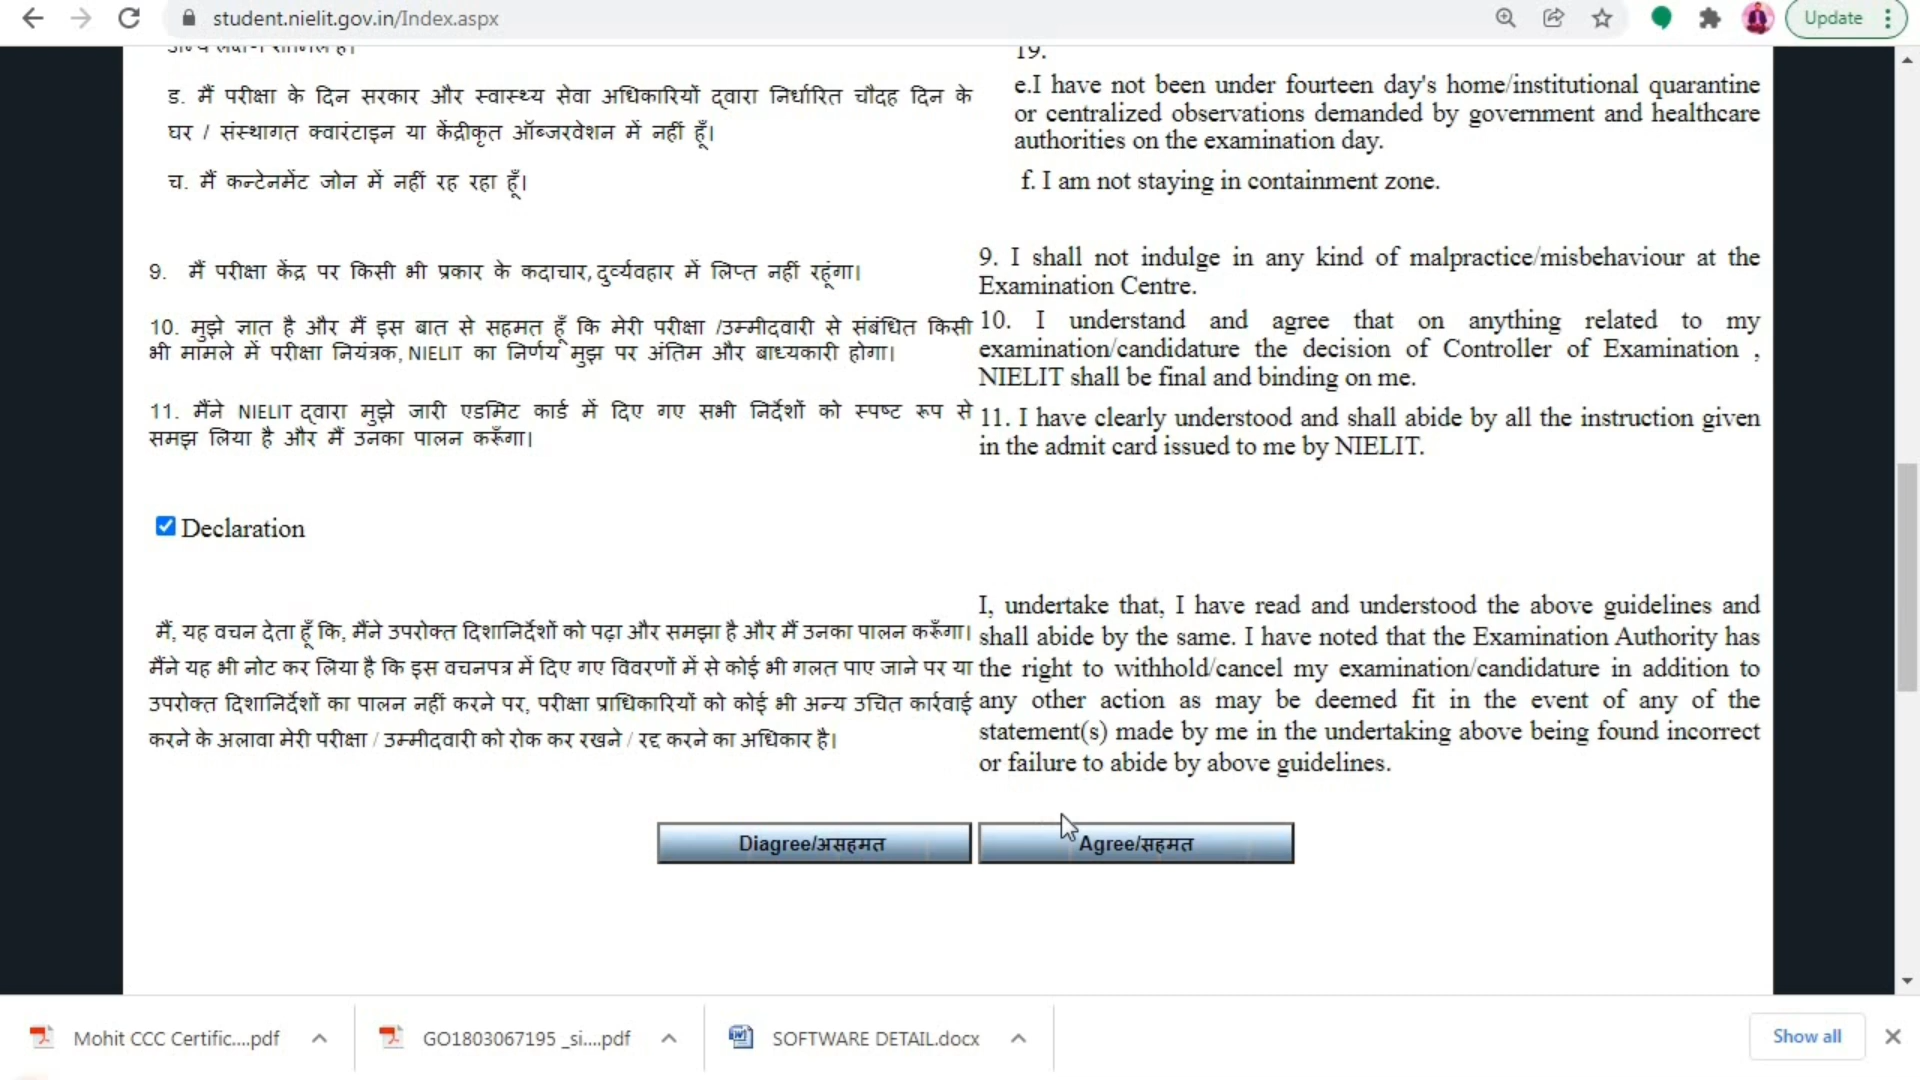 student.nielit.gov.in/Index.aspx
Update
19.
ड. मैं परीक्षा के दिन सरकार और स्वास्थ्य सेवा अधिकारियों द्वारा निर्धारित चौदह दिन के
घर / संस्थागत क्वारंटाइन या केंद्रीकृत ऑब्जरवेशन में नहीं हूँ।
च. मैं कन्टेनमेंट जोन में नहीं रह रहा हूँ।
e.I have not been under fourteen day's home/institutional quarantine
or centralized observations demanded by government and healthcare
authorities on the examination day.
f. I am not staying in containment zone.
9. मैं परीक्षा केंद्र पर किसी भी प्रकार के कदाचार, दुर्व्यवहार में लिप्त नहीं रहूंगा।
9. I shall not indulge in any kind of malpractice/misbehaviour at the
Examination Centre.
10. मुझे ज्ञात है और मैं इस बात से सहमत हूँ कि मेरी परीक्षा /उम्मीदवारी से संबंधित किसी
भी मामले में परीक्षा नियंत्रक, NIELIT का निर्णय मुझ पर अंतिम और बाध्यकारी होगा।
10. I understand and agree that on anything related to my
examination/candidature the decision of Controller of Examination ,
NIELIT shall be final and binding on me.
11. मैंने NIELIT द्वारा मुझे जारी एडमिट कार्ड में दिए गए सभी निर्देशों को स्पष्ट रूप से
समझ लिया है और मैं उनका पालन करूँगा।
11. I have clearly understood and shall abide by all the instruction given
in the admit card issued to me by NIELIT.
Declaration
मैं, यह वचन देता हूँ कि, मैंने उपरोक्त दिशानिर्देशों को पढ़ा और समझा है और मैं उनका पालन करूँगा।
मैंने यह भी नोट कर लिया है कि इस वचनपत्र में दिए गए विवरणों में से कोई भी गलत पाए जाने पर या
उपरोक्त दिशानिर्देशों का पालन नहीं करने पर, परीक्षा प्राधिकारियों को कोई भी अन्य उचित कार्रवाई
करने के अलावा मेरी परीक्षा / उम्मीदवारी को रोक कर रखने / रद्द करने का अधिकार है।
I, undertake that, I have read and understood the above guidelines and
shall abide by the same. I have noted that the Examination Authority has
the right to withhold/cancel my examination/candidature in addition to
any other action as may be deemed fit in the event of any of the
statement(s) made by me in the undertaking above being found incorrect
or failure to abide by above guidelines.
Diagree/असहमत
Agree/सहमत
Mohit CCC Certific....pdf
GO1803067195 _si....pdf
SOFTWARE DETAIL.docx
Show all